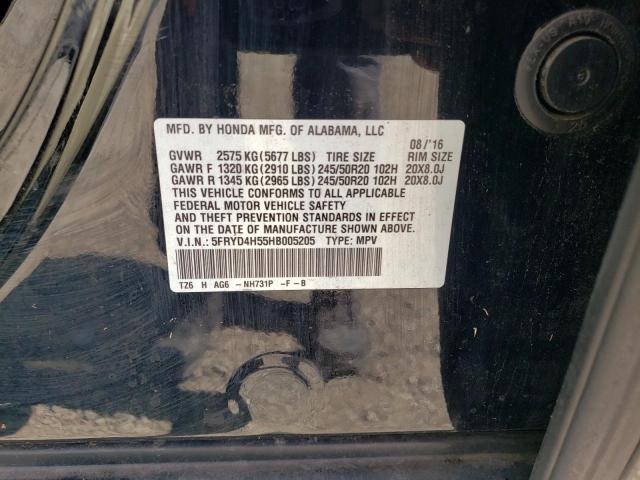 MFD. BY HONDA MFG. OF ALABAMA, LLC 08/'16
GVWR 2575 KG (5677 LBS) TIRE SIZE RIM SIZE
GAWR F 1320 KG (2910 LBS) 245/50R20 102H 20X8.0J
GAWR R 1345 KG (2965 LBS) 245/50R20 102H 20X8.0J
THIS VEHICLE CONFORMS TO ALL APPLICABLE
FEDERAL MOTOR VEHICLE SAFETY
AND THEFT PREVENTION STANDARDS IN EFFECT
ON THE DATE OF MANUFACTURE SHOWN ABOVE.
V.I.N.: 5FRYD4H55HB005205 TYPE: MPV
TZ6 H AG6 -NH731P -F-B